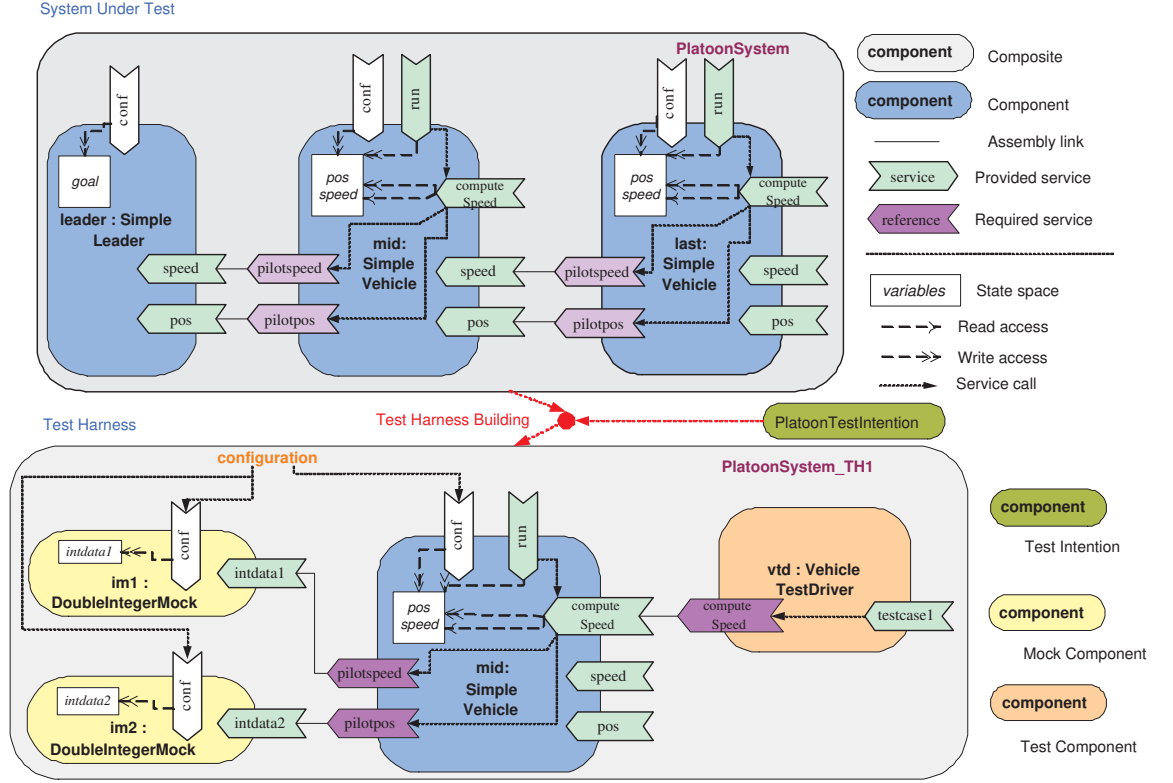 System Under Test
PlatoonSystem
conf
conf
run
conf
run
goal
leader : Simple
Leader
pos
speed
compute
Speed
mid:
Simple
Vehicle
pos
speed
compute
Speed
last:
Simple
Vehicle
speed
pilotspeed
speed
pilotspeed
speed
pos
pilotpos
pos
pilotpos
pos
component
Composite
component
Component
Assembly link
service
Provided service
reference
Required service
variables
State space
Read access
Write access
Service call
Test Harness
Test Harness Building
PlatoonTestIntention
configuration
PlatoonSystem_TH1
conf
conf
run
intdata1
im1 :
DoubleIntegerMock
intdata1
pos
speed
compute
Speed
compute
Speed
vtd : Vehicle
TestDriver
testcase1
conf
intdata2
im2 :
DoubleIntegerMock
intdata2
pilotspeed
pilotpos
mid:
Simple
Vehicle
speed
pos
component
Test Intention
component
Mock Component
component
Test Component